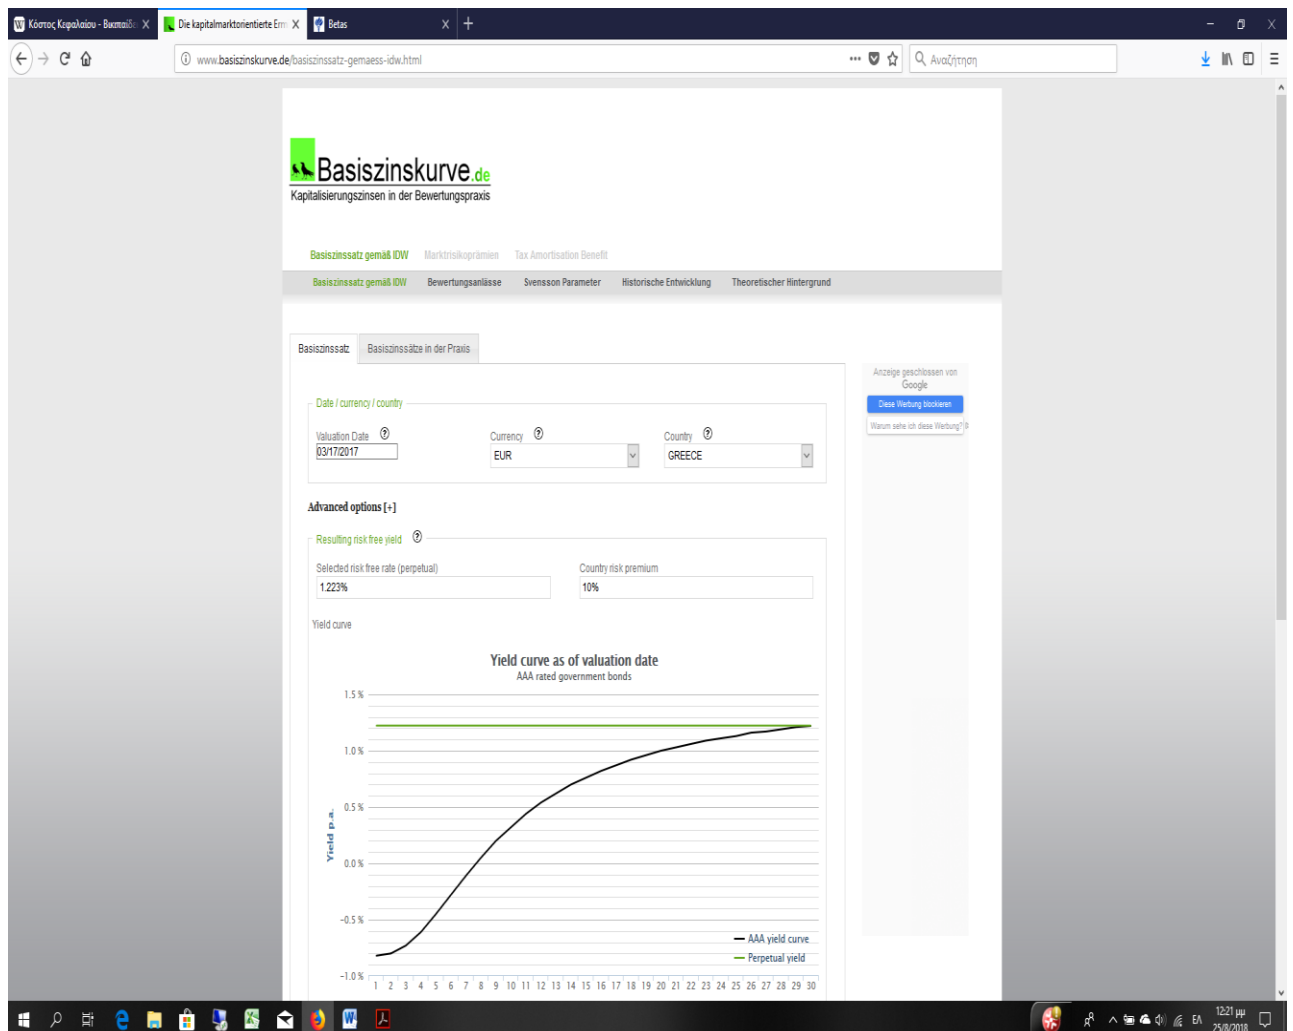 Κόστος Κεφαλαίου - Βικιπαίδε
Die kapitalmarktorientierte Erm
Betas
www.basiszinskurve.de/basiszinssatz-gemaess-idw.html
Αναζήτηση
Basiszinskurve.de
Kapitalisierungszinsen in der Bewertungspraxis
Basiszinssatz gemäß IDW Marktrisikoprämien Tax Amortisation Benefit
Basiszinssatz gemäß IDW Bewertungsanlässe Svensson Parameter Historische Entwicklung Theoretischer Hintergrund
Basiszinssatz Basiszinssätze in der Praxis
Anzeige geschlossen von
Google
Diese Werbung blockieren
Warum sehe ich diese Werbung?
Date / currency / country
Valuation Date Currency Country
03/17/2017 EUR GREECE
Advanced options [+]
Resulting risk free yield
Selected risk free rate (perpetual) Country risk premium
1.223% 10%
Yield curve
Yield curve as of valuation date
AAA rated government bonds
1.5 %
1.0 %
0.5 %
0.0 %
-0.5 %
-1.0 %
Yield p.a.
AAA yield curve
Perpetual yield
1 2 3 4 5 6 7 8 9 10 11 12 13 14 15 16 17 18 19 20 21 22 23 24 25 26 27 28 29 30
ΕΛ
12:21 μμ
25/8/2018